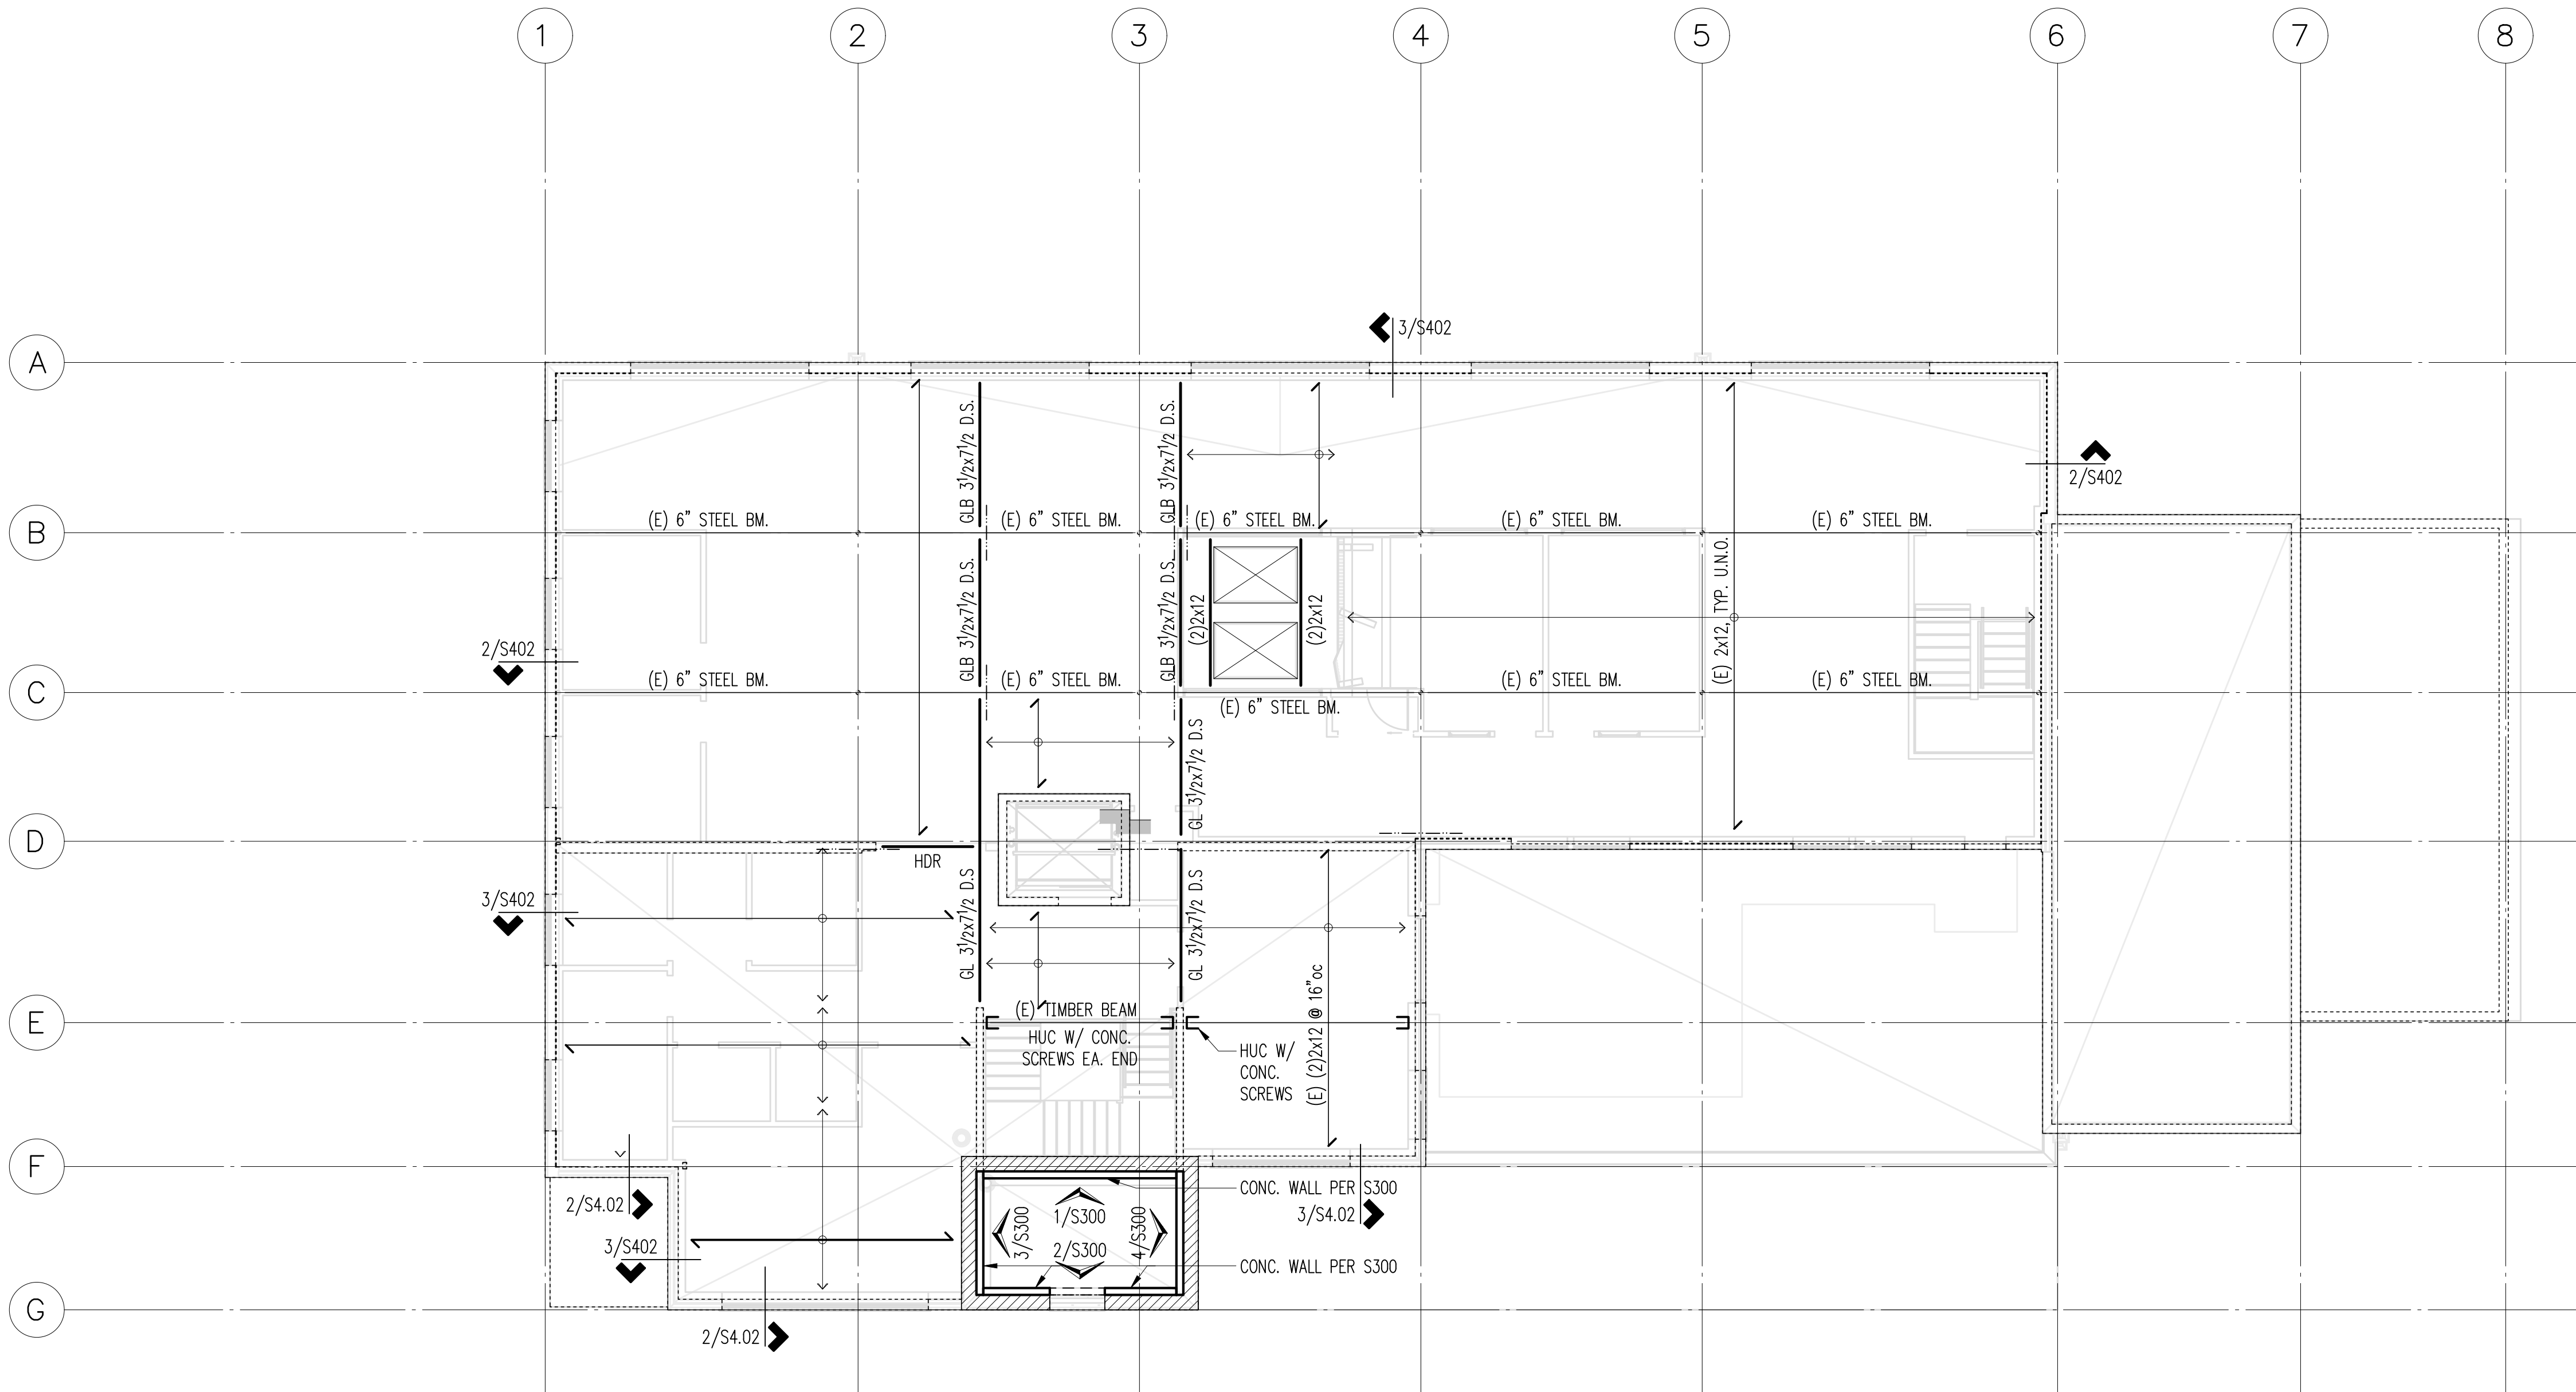 1
2
3
4
5
6
7
8
A
3/S402
GLB 3 1/2x7 1/2 D.S.
GLB 3 1/2x7 1/2 D.S.
2/S402
B
(E) 6" STEEL BM.
(E) 6" STEEL BM.
(E) 6" STEEL BM.
(E) 6" STEEL BM.
(E) 6" STEEL BM.
GLB 3 1/2x7 1/2 D.S.
GLB 3 1/2x7 1/2 D.S.
(2)2x12
(2)2x12
(E) 2x12, TYP. U.N.O.
2/S402
C
(E) 6" STEEL BM.
(E) 6" STEEL BM.
(E) 6" STEEL BM.
(E) 6" STEEL BM.
(E) 6" STEEL BM.
GL 3 1/2x7 1/2 D.S
D
HDR
3/S402
GL 3 1/2x7 1/2 D.S
GL 3 1/2x7 1/2 D.S
(E) (2)2x12 @ 16"oc
E
(E) TIMBER BEAM
HUC W/ CONC.
SCREWS EA. END
HUC W/
CONC.
SCREWS
F
2/S4.02
CONC. WALL PER S300
3/S4.02
1/S300
3/S300
4/S300
2/S300
3/S402
CONC. WALL PER S300
G
2/S4.02